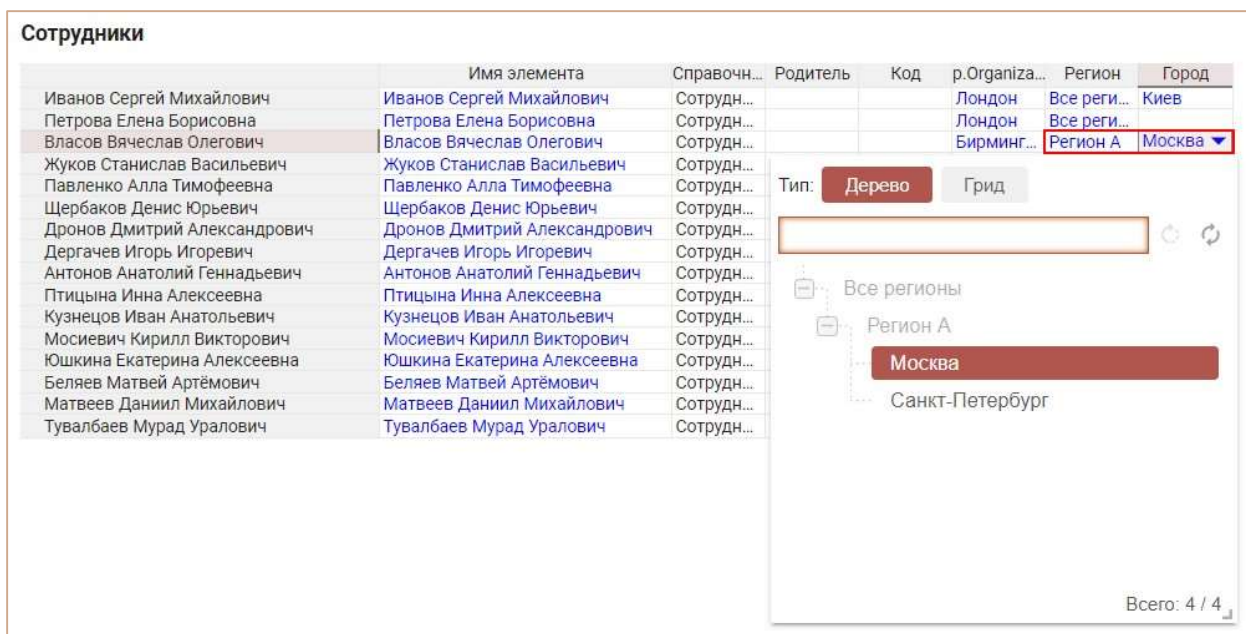 Сотрудники
Имя элемента Справочн... Родитель Код p.Organiza... Регион Город
Иванов Сергей Михайлович Иванов Сергей Михайлович Сотрудн... Лондон Все реги... Киев
Петрова Елена Борисовна Петрова Елена Борисовна Сотрудн... Лондон Все реги...
Власов Вячеслав Олегович Власов Вячеслав Олегович Сотрудн... Бирминг... Регион А Москва
Жуков Станислав Васильевич Жуков Станислав Васильевич Сотрудн...
Павленко Алла Тимофеевна Павленко Алла Тимофеевна Сотрудн...
Щербаков Денис Юрьевич Щербаков Денис Юрьевич Сотрудн...
Дронов Дмитрий Александрович Дронов Дмитрий Александрович Сотрудн...
Дергачев Игорь Игоревич Дергачев Игорь Игоревич Сотрудн...
Антонов Анатолий Геннадьевич Антонов Анатолий Геннадьевич Сотрудн...
Птицына Инна Алексеевна Птицына Инна Алексеевна Сотрудн...
Кузнецов Иван Анатольевич Кузнецов Иван Анатольевич Сотрудн...
Мосиевич Кирилл Викторович Мосиевич Кирилл Викторович Сотрудн...
Юшкина Екатерина Алексеевна Юшкина Екатерина Алексеевна Сотрудн...
Беляев Матвей Артёмович Беляев Матвей Артёмович Сотрудн...
Матвеев Даниил Михайлович Матвеев Даниил Михайлович Сотрудн...
Тувалбаев Мурад Уралович Тувалбаев Мурад Уралович Сотрудн...
Тип: Дерево Грид
Все регионы
Регион А
Москва
Санкт-Петербург
Всего: 4 / 4